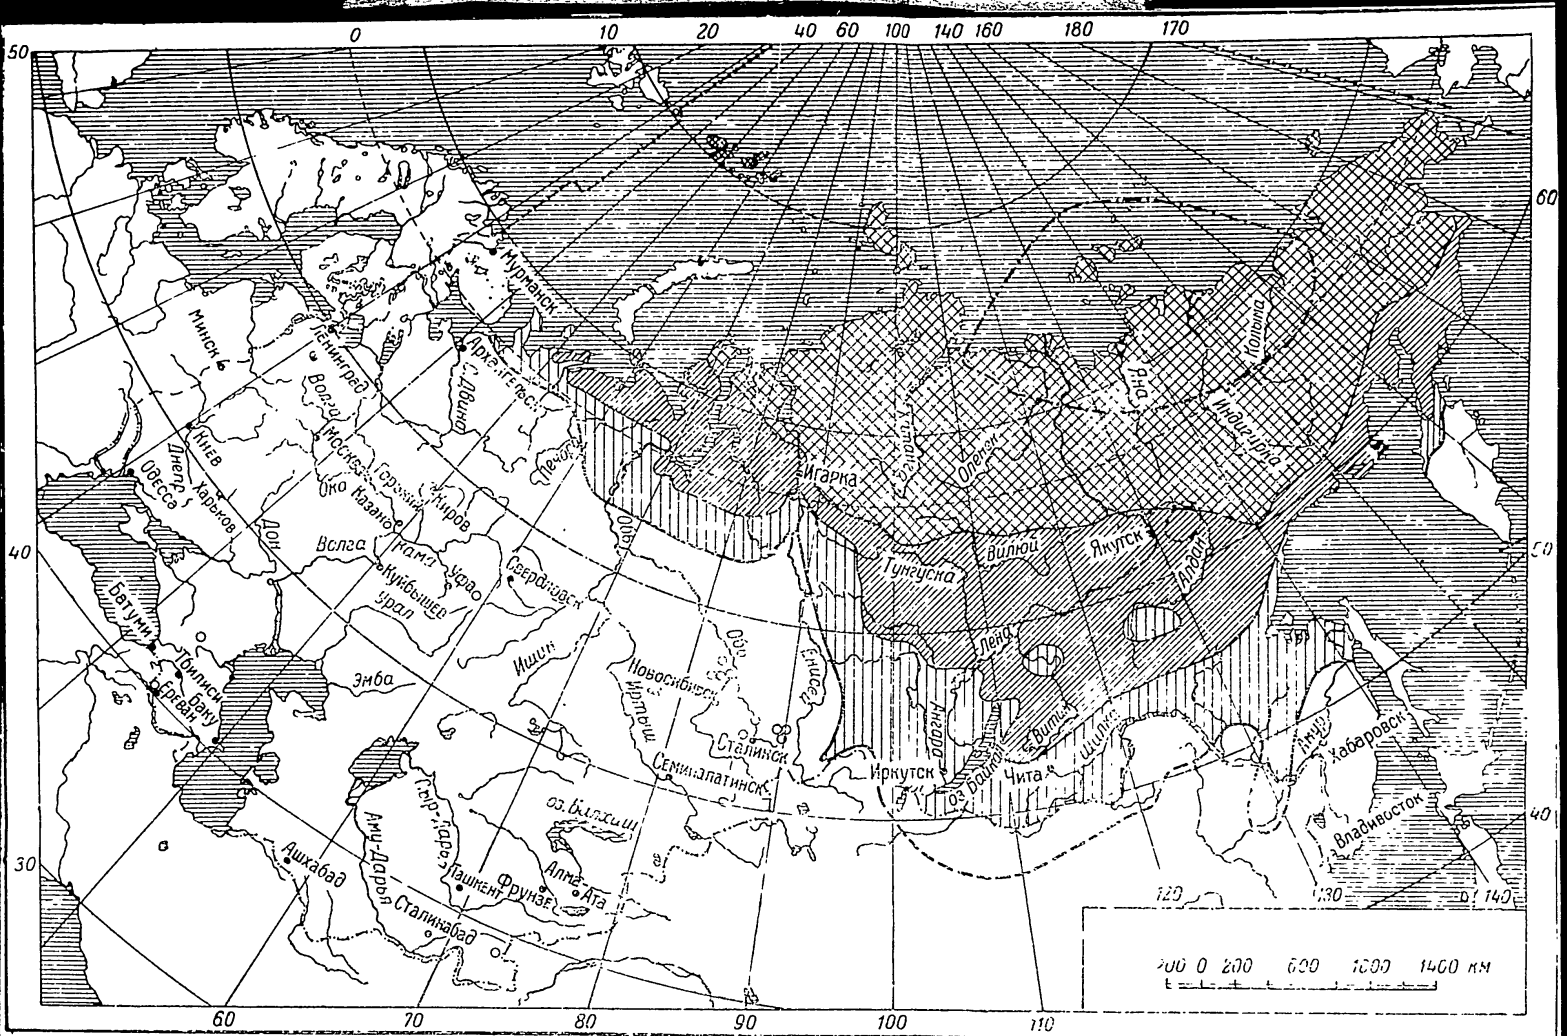 0 10 20 40 60 100 140 160 180 170
50
60
Мурманск
Минск
Ленинград
Архангельск
С. Двина
Волга
Колыма
Яна
Индигирка
Киев
Днепр
Одесса
Харьков
Москва
Ока
Казань
Киров
Печора
Игарка
Хатанга
Оленек
Дон
Волга
Кама
Уфа
Свердловск
Куйбышев
Урал
Обь
Тунгуска
Вилюй
Якутск
Алдан
40
50
Батуми
Тбилиси
Баку
Ереван
Эмба
Ишим
Новосибирск
Иртыш
Обь
Енисей
Лена
Ангара
Витим
Шилка
Сталинск
Семипалатинск
Иркутск
оз. Байкал
Чита
Амур
Хабаровск
Владивосток
30
40
Ашхабад
Аму-Дарья
Сыр-Дарья
оз. Балхаш
Ташкент
Фрунзе
Алма-Ата
Сталинабад
120 130 140
200 0 200 600 1000 1400 км
60 70 80 90 100 110